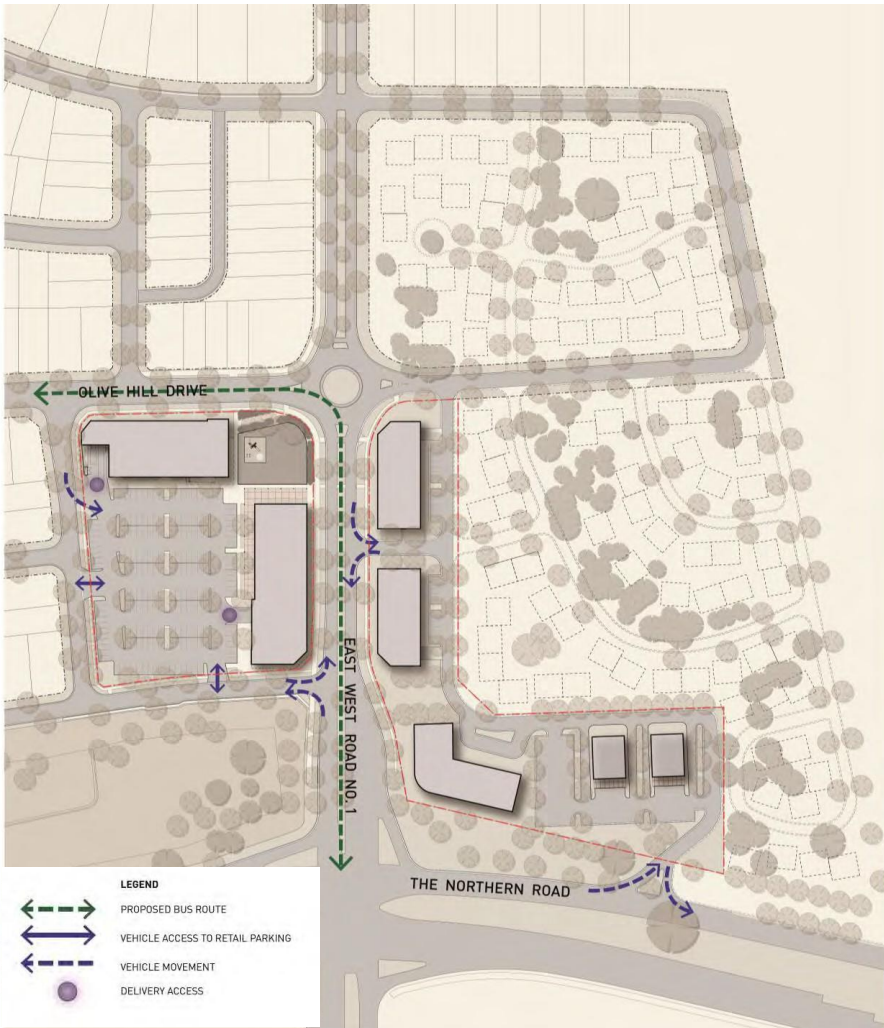 OLIVE HILL DRIVE
EAST WEST ROAD NO. 1
THE NORTHERN ROAD
LEGEND
PROPOSED BUS ROUTE
VEHICLE ACCESS TO RETAIL PARKING
VEHICLE MOVEMENT
DELIVERY ACCESS